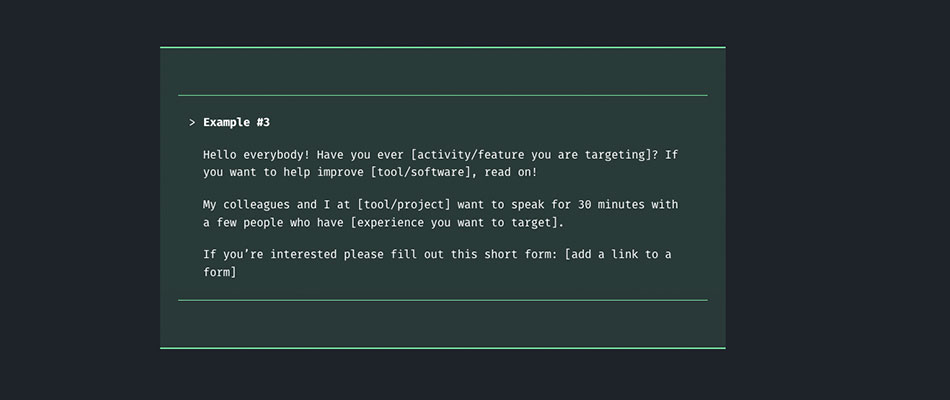 > Example #3
Hello everybody! Have you ever [activity/feature you are targeting]? If
you want to help improve [tool/software], read on!
My colleagues and I at [tool/project] want to speak for 30 minutes with
a few people who have [experience you want to target].
If you’re interested please fill out this short form: [add a link to a
form]